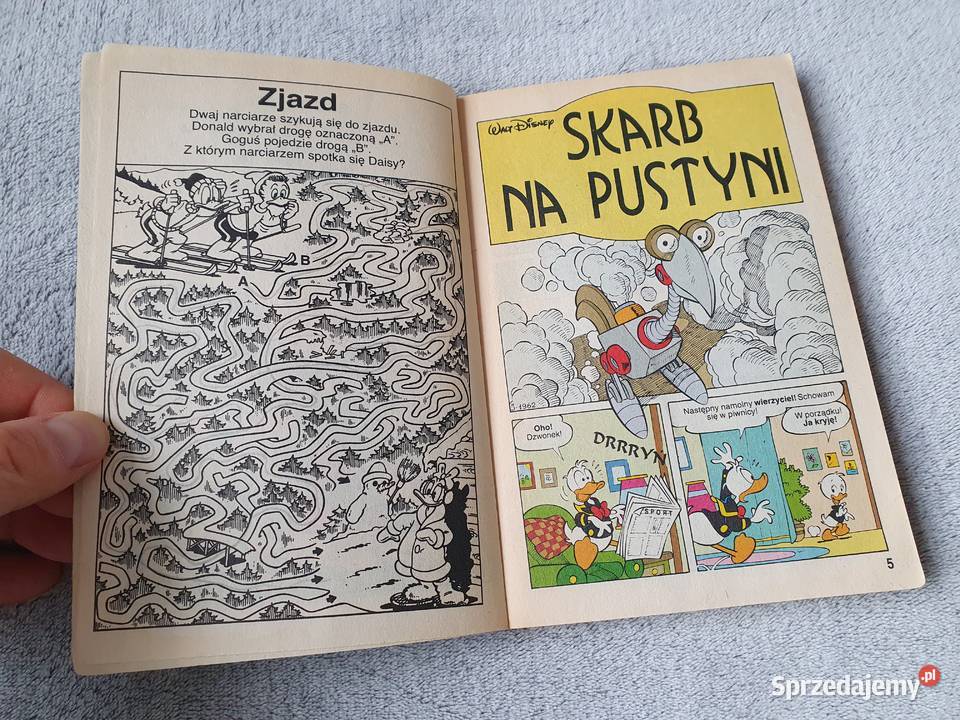 Zjazd
Dwaj narciarze szykują się do zjazdu.
Donald wybrał drogę oznaczoną „A”.
Goguś pojedzie drogą „B”.
Z którym narciarzem spotka się Daisy?
B
A
WALT DISNEY
SKARB
NA PUSTYNI
I-1962
Oho!
Dzwonek!
DRRRYN
SPORT
Następny namolny wierzyciel! Schowam
się w piwnicy!
W porządku!
Ja kryję!
5
Sprzedajemy.pl